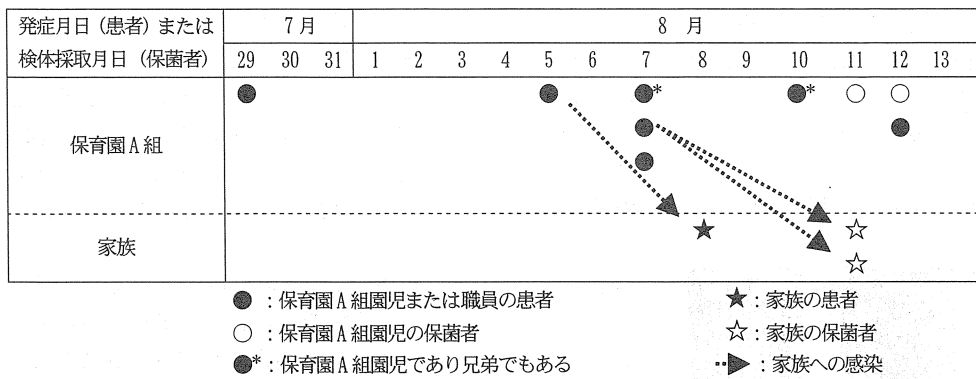 発症月日（患者）または 7 月 8 月
検体採取月日（保菌者） 29 30 31 1 2 3 4 5 6 7 8 9 10 11 12 13
* *
保育園A組
家族
●：保育園A組園児または職員の患者 ★：家族の患者
○：保育園A組園児の保菌者 ☆：家族の保菌者
●*：保育園A組園児であり兄弟でもある ：家族への感染